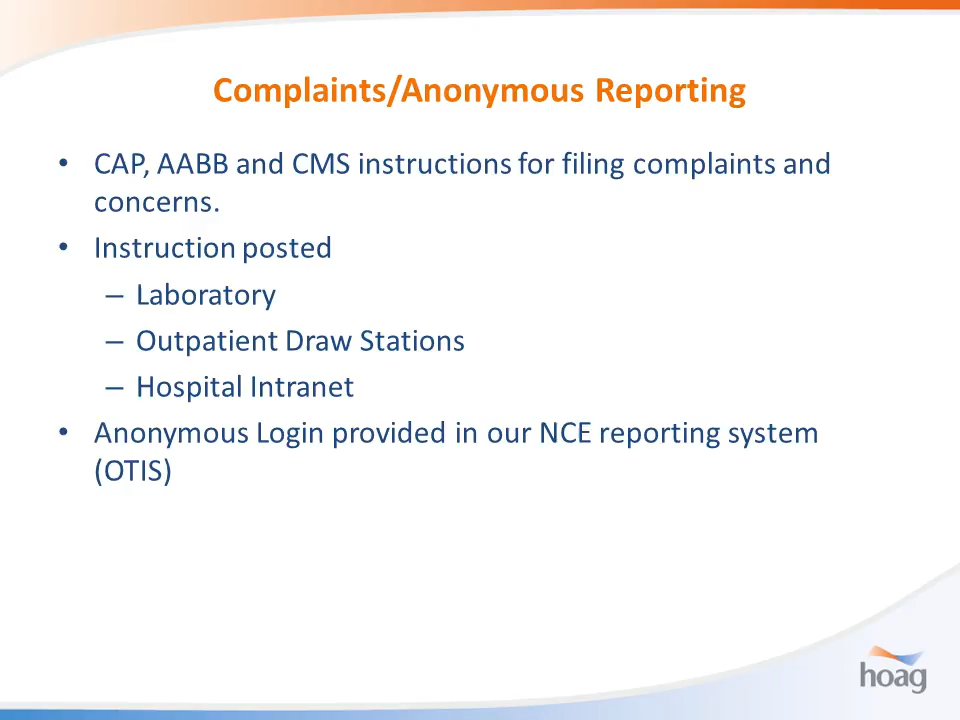 Complaints/Anonymous Reporting
• CAP, AABB and CMS instructions for filing complaints and
concerns.
• Instruction posted
– Laboratory
– Outpatient Draw Stations
– Hospital Intranet
• Anonymous Login provided in our NCE reporting system
(OTIS)
hoag